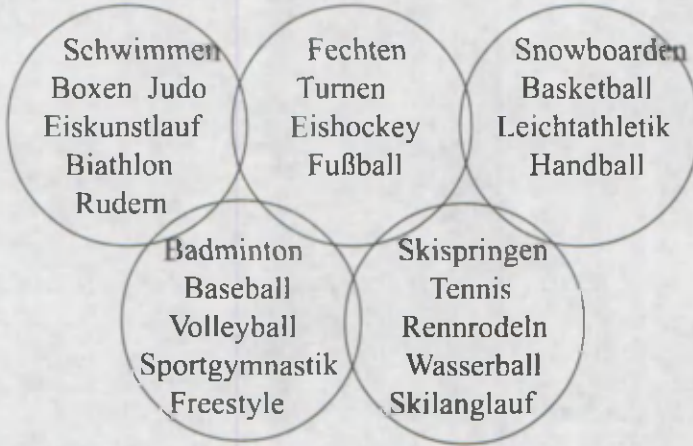 Schwimmen
Boxen Judo
Eiskunstlauf
Biathlon
Rudern
Fechten
Turnen
Eishockey
Fußball
Snowboarden
Basketball
Leichtathletik
Handball
Badminton
Baseball
Volleyball
Sportgymnastik
Freestyle
Skispringen
Tennis
Rennrodeln
Wasserball
Skilanglauf